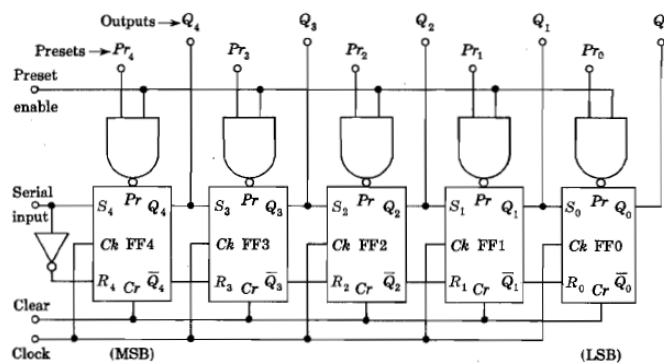 Outputs → Q4 Q3 Q2 Q1 Q
Presets → Pr4 Pr3 Pr2 Pr1 Pr0
Preset
enable
Serial
input
Pr Pr Pr Pr Pr
S4 Q4 S3 Q3 S2 Q2 S1 Q1 S0 Q0
Ck FF4 Ck FF3 Ck FF2 Ck FF1 Ck FF0
R4 Cr Q̅4 R3 Cr Q̅3 R2 Cr Q̅2 R1 Cr Q̅1 R0 Cr Q̅0
Clear
Clock (MSB) (LSB)